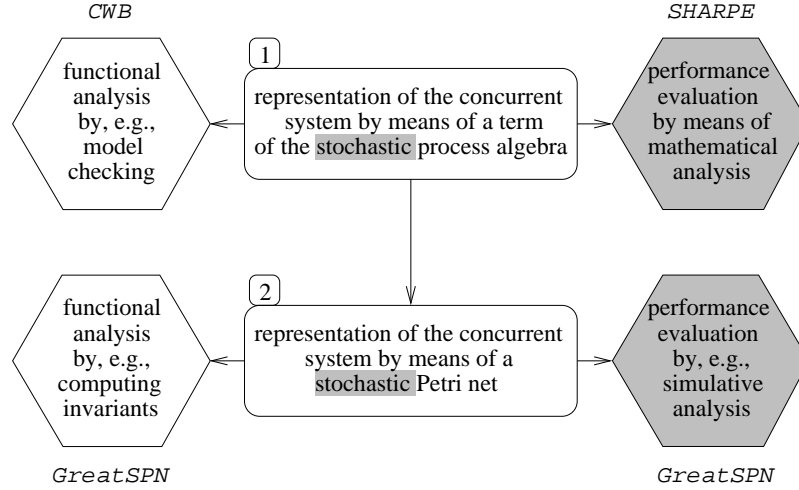 CWB
SHARPE
functional
analysis
by, e.g.,
model
checking
1
representation of the concurrent
system by means of a term
of the stochastic process algebra
performance
evaluation
by means of
mathematical
analysis
functional
analysis
by, e.g.,
computing
invariants
2
representation of the concurrent
system by means of a
stochastic Petri net
performance
evaluation
by, e.g.,
simulative
analysis
GreatSPN
GreatSPN